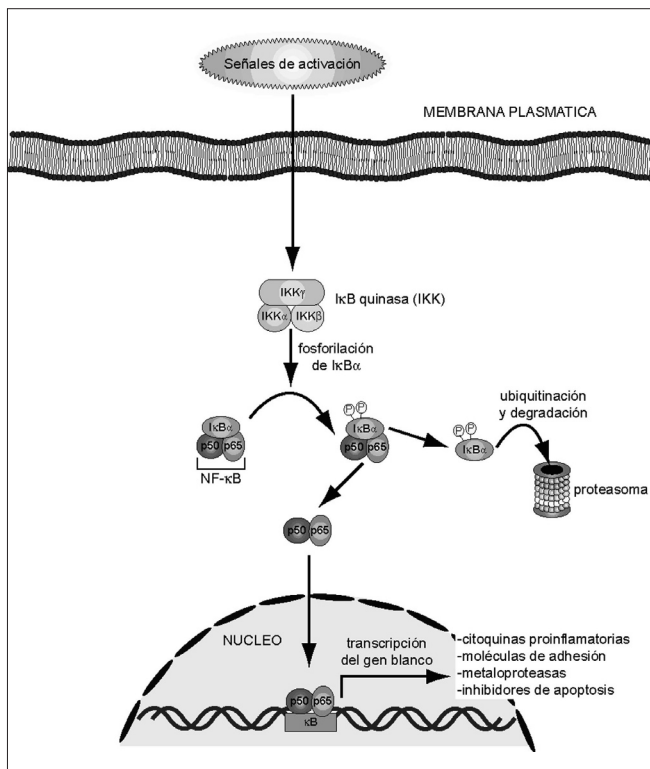 Señales de activación
MEMBRANA PLASMATICA
IKKγ
IKKα IKKβ
IκB quinasa (IKK)
fosforilación
de IκBα
IκBα
p50 p65
NF-κB
P P
IκBα
p50 p65
P P
IκBα
ubiquitinación
y degradación
proteasoma
p50 p65
NUCLEO
transcripción
del gen blanco
-citoquinas proinflamatorias
-moléculas de adhesión
-metaloproteasas
-inhibidores de apoptosis
p50 p65
κB